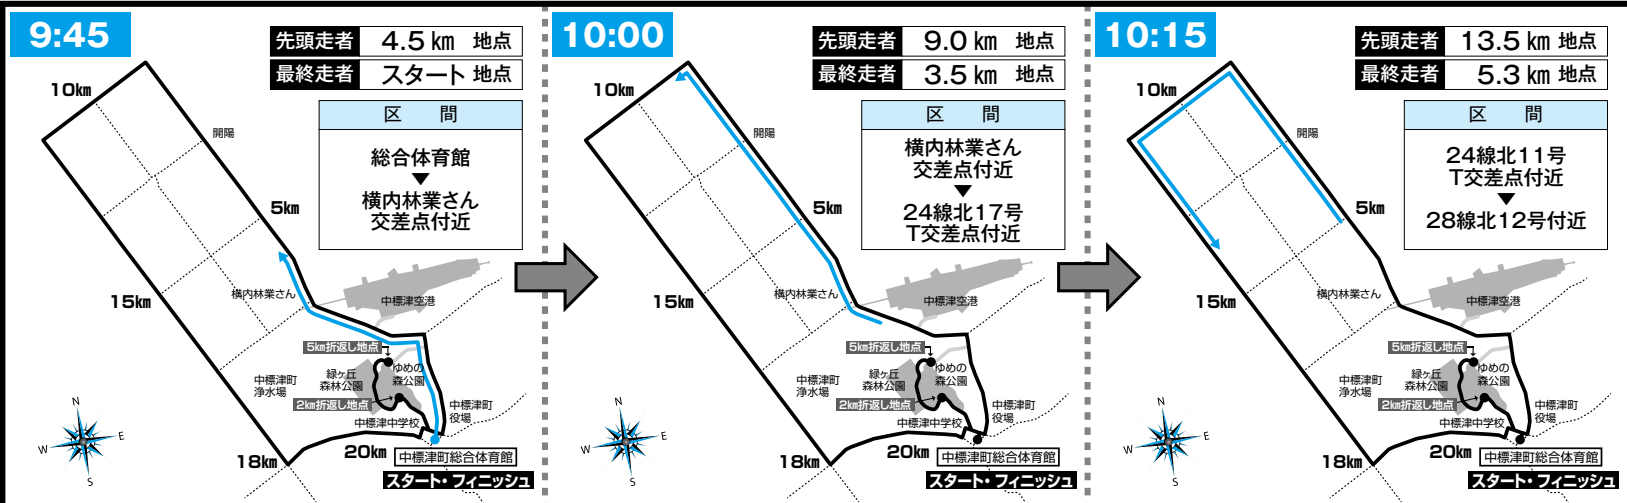 9:45
先頭走者 4.5 km 地点
最終走者 スタート 地点
区 間
総合体育館
▼
横内林業さん
交差点付近
10km
開陽
5km
15km
横内林業さん
中標津空港
5km折返し地点
ゆめの
森公園
緑ヶ丘
森林公園
中標津町
浄水場
2km折返し地点
中標津町
役場
中標津中学校
18km
20km
中標津町総合体育館
スタート・フィニッシュ
N
E
W
S
10:00
先頭走者 9.0 km 地点
最終走者 3.5 km 地点
区 間
横内林業さん
交差点付近
▼
24線北17号
T交差点付近
10km
開陽
5km
15km
横内林業さん
中標津空港
5km折返し地点
ゆめの
森公園
緑ヶ丘
森林公園
中標津町
浄水場
2km折返し地点
中標津町
役場
中標津中学校
18km
20km
中標津町総合体育館
スタート・フィニッシュ
N
E
W
S
10:15
先頭走者 13.5 km 地点
最終走者 5.3 km 地点
区 間
24線北11号
T交差点付近
▼
28線北12号付近
10km
開陽
5km
15km
横内林業さん
中標津空港
5km折返し地点
ゆめの
森公園
緑ヶ丘
森林公園
中標津町
浄水場
2km折返し地点
中標津町
役場
中標津中学校
18km
20km
中標津町総合体育館
スタート・フィニッシュ
N
E
W
S